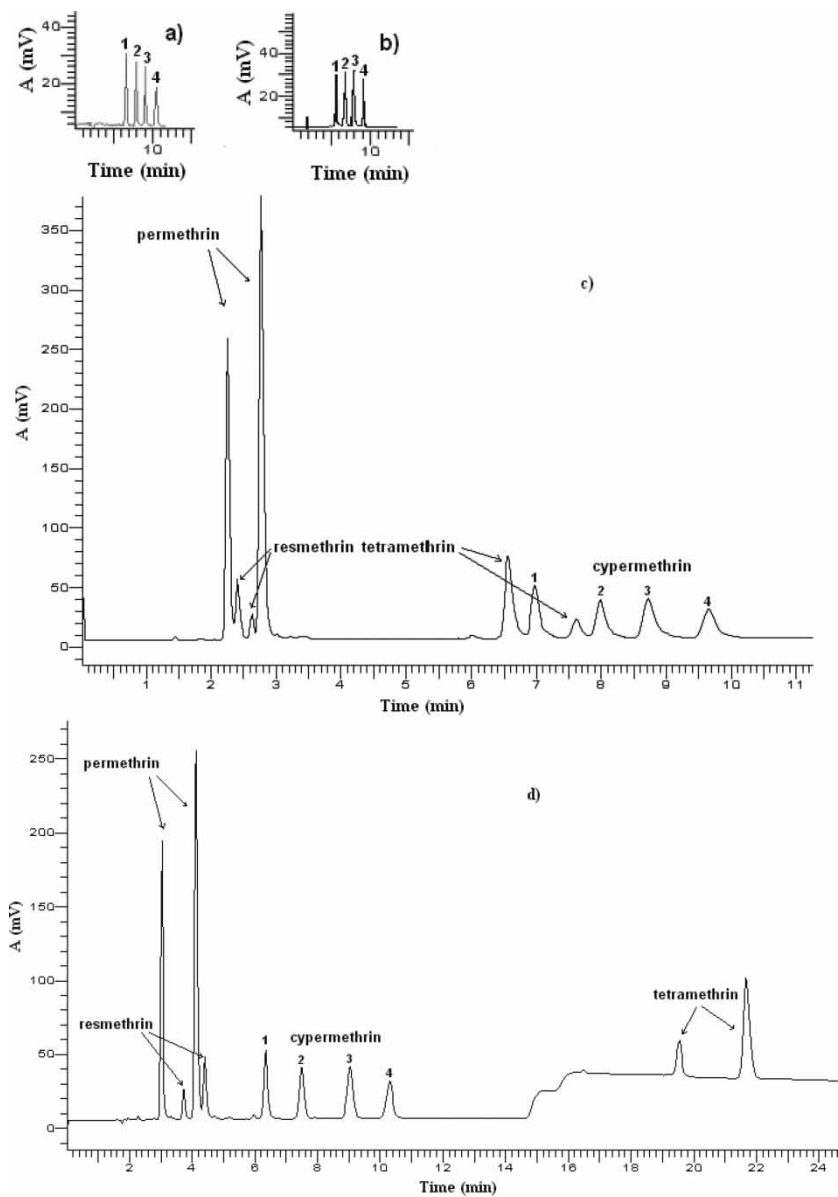 a)
A (mV)
40
20
1 2 3 4
10
Time (min)
b)
A (mV)
40
20
1 2 3 4
10
Time (min)
c)
A (mV)
350
300
250
200
150
100
50
0
permethrin
resmethrin tetramethrin
cypermethrin
1 2 3 4
1 2 3 4 5 6 7 8 9 10 11
Time (min)
d)
A (mV)
250
200
150
100
50
0
permethrin
resmethrin
cypermethrin
1 2 3 4
tetramethrin
2 4 6 8 10 12 14 16 18 20 22 24
Time (min)